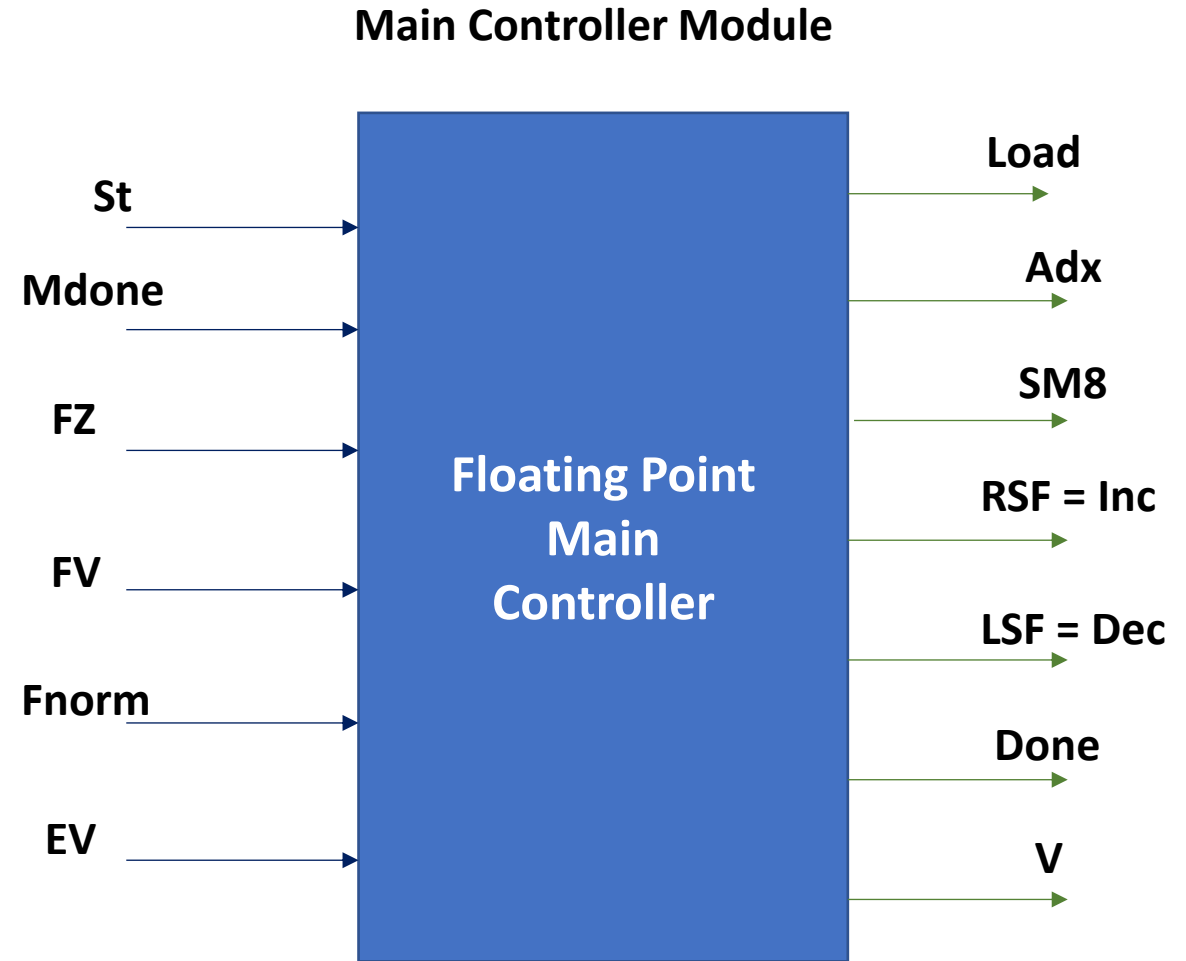 Main Controller Module
St
Mdone
FZ
FV
Fnorm
EV
Floating Point
Main
Controller
Load
Adx
SM8
RSF = Inc
LSF = Dec
Done
V